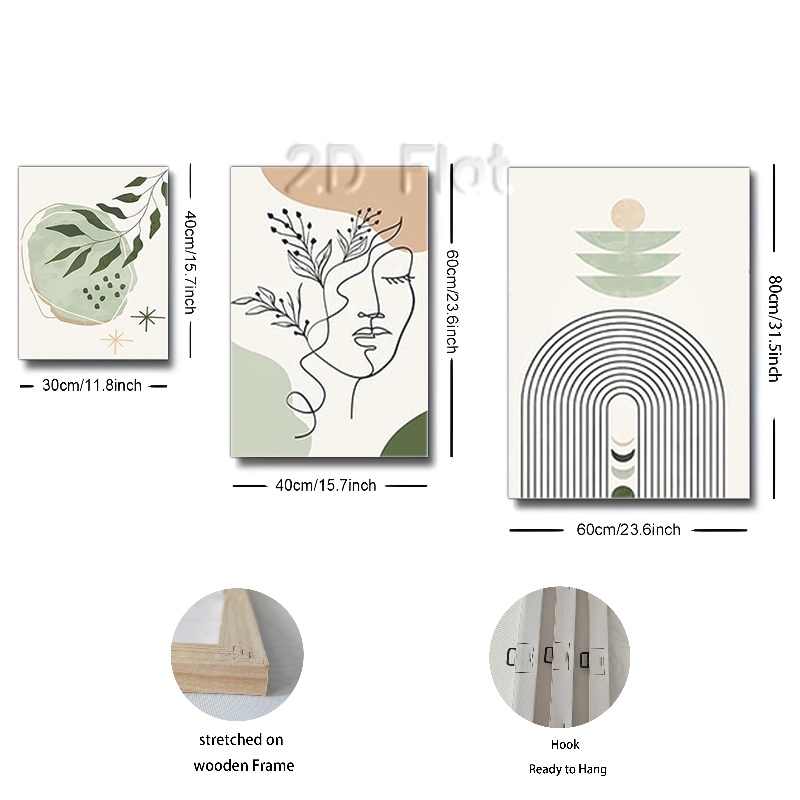 2D Flat
40cm/15.7inch
30cm/11.8inch
60cm/23.6inch
40cm/15.7inch
80cm/31.5inch
60cm/23.6inch
stretched on
wooden Frame
Hook
Ready to Hang